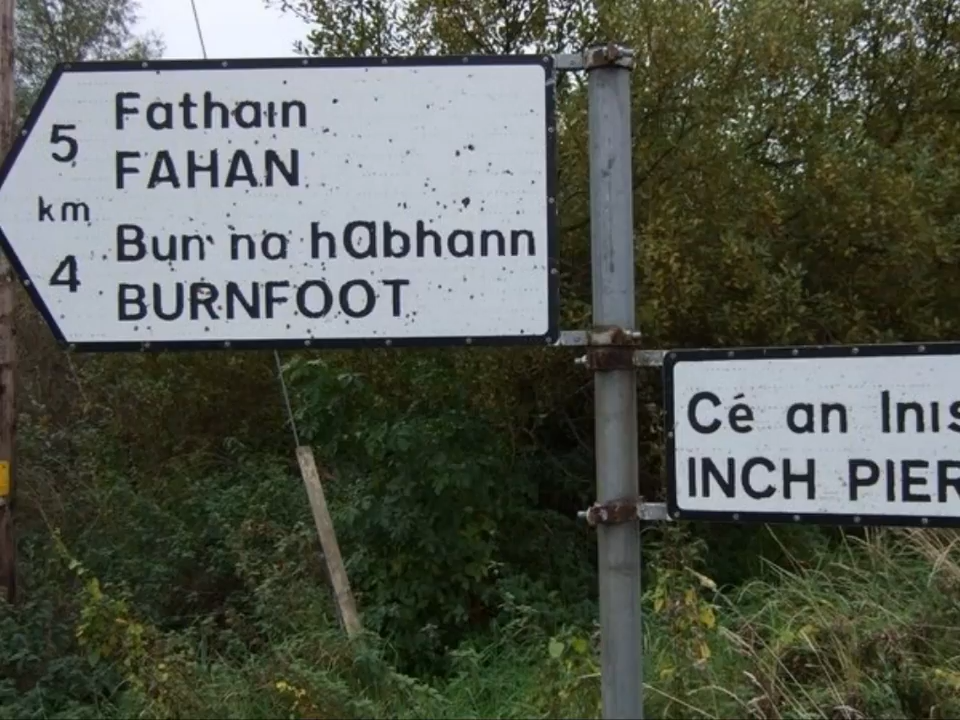 5 Fathain
FAHAN
km
4 Bun na hAbhann
BURNFOOT
Cé an Inis
INCH PIER